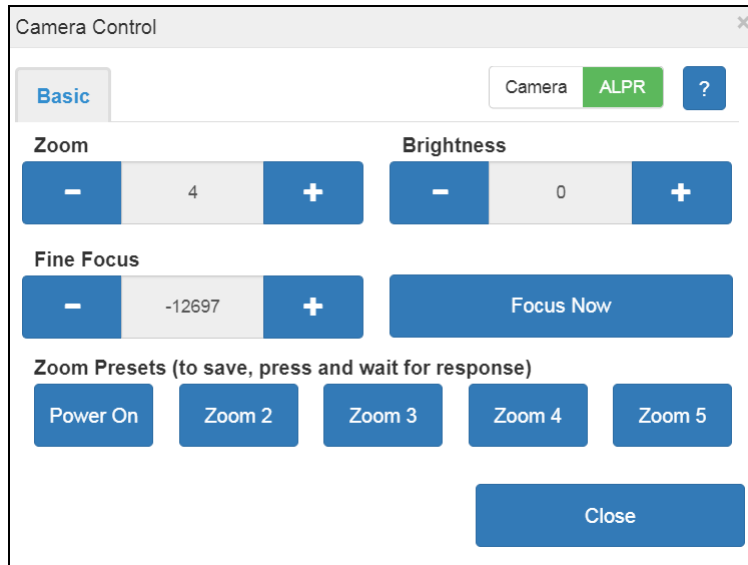 Camera Control ×
Basic Camera ALPR ?
Zoom Brightness
− 4 + − 0 +
Fine Focus
− -12697 + Focus Now
Zoom Presets (to save, press and wait for response)
Power On Zoom 2 Zoom 3 Zoom 4 Zoom 5
Close